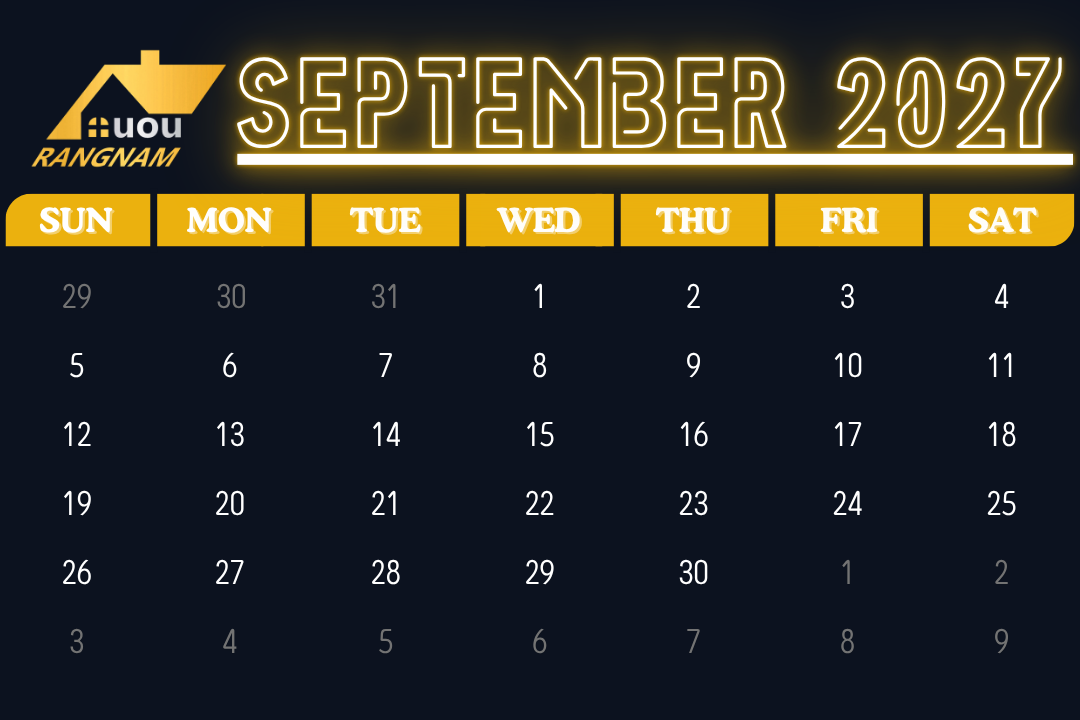 SEPTEMBER 2027
uou
RANGNAM
SUN MON TUE WED THU FRI SAT
29 30 31 1 2 3 4
5 6 7 8 9 10 11
12 13 14 15 16 17 18
19 20 21 22 23 24 25
26 27 28 29 30 1 2
3 4 5 6 7 8 9